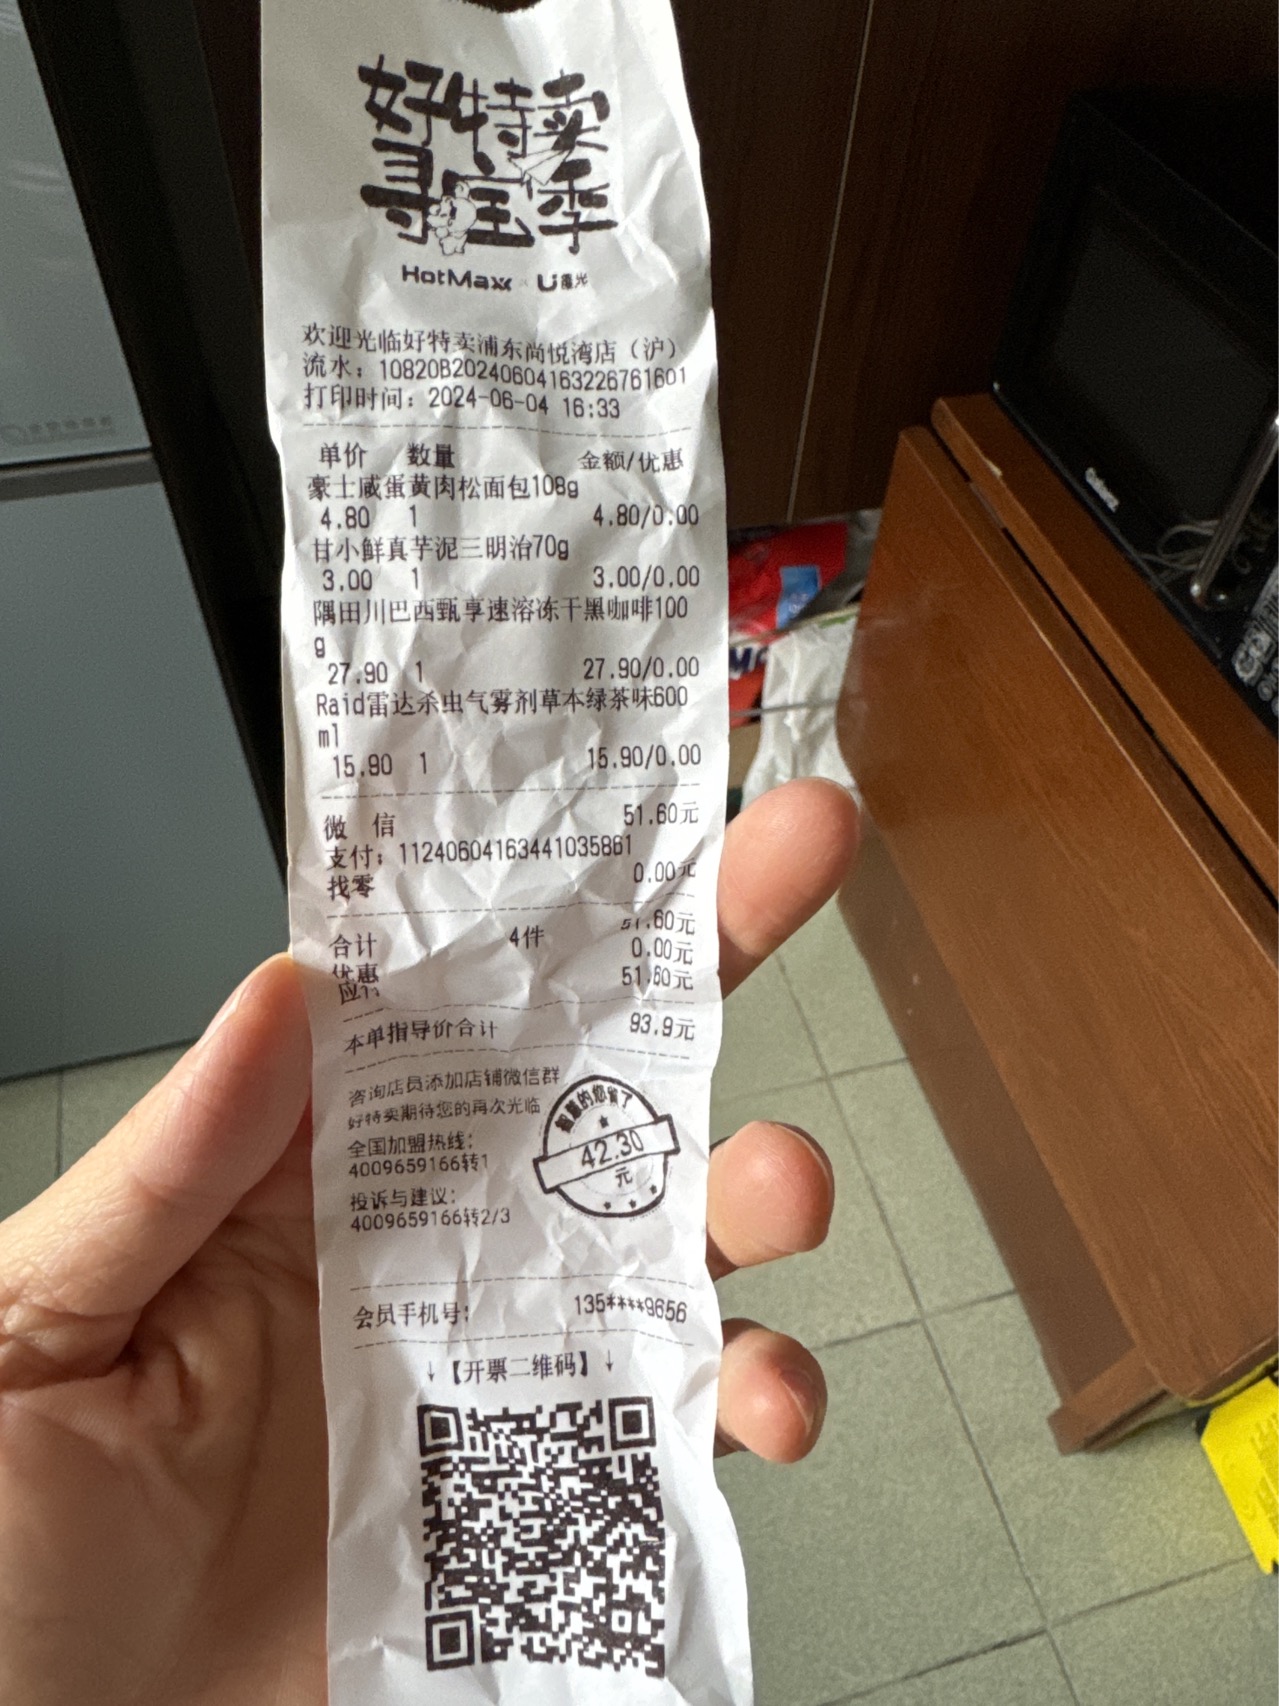 好特卖
寻宝季
HotMaxx × U 星光
欢迎光临好特卖浦东尚悦湾店（沪）
流水：10820B20240604163226761601
打印时间：2024-06-04 16:33
单价 数量 金额/优惠
豪士咸蛋黄肉松面包108g
4.80 1 4.80/0.00
甘小鲜真芋泥三明治70g
3.00 1 3.00/0.00
隅田川巴西甄享速溶冻干黑咖啡100
g
27.90 1 27.90/0.00
Raid雷达杀虫气雾剂草本绿茶味600
ml
15.90 1 15.90/0.00
微 信 51.60元
支付：11240604163441035861
找零 0.00元
合计 4件 51.60元
优惠 0.00元
应付 51.60元
本单指导价合计 93.9元
咨询店员添加店铺微信群
好特卖期待您的再次光临
全国加盟热线：
4009659166转1
投诉与建议：
4009659166转2/3
智慧的您省了
42.30
元
会员手机号： 135****9656
↓【开票二维码】↓